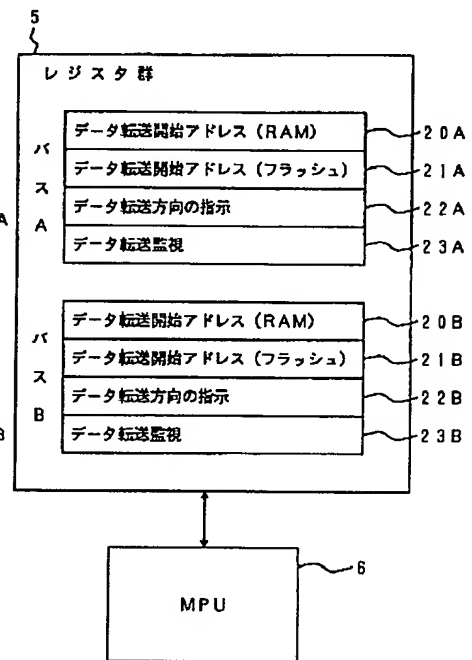 5
レジスタ群
バスA
データ転送開始アドレス(RAM)
20A
データ転送開始アドレス(フラッシュ)
21A
データ転送方向の指示
22A
データ転送監視
23A
A
バスB
データ転送開始アドレス(RAM)
20B
データ転送開始アドレス(フラッシュ)
21B
データ転送方向の指示
22B
データ転送監視
23B
B
MPU
6